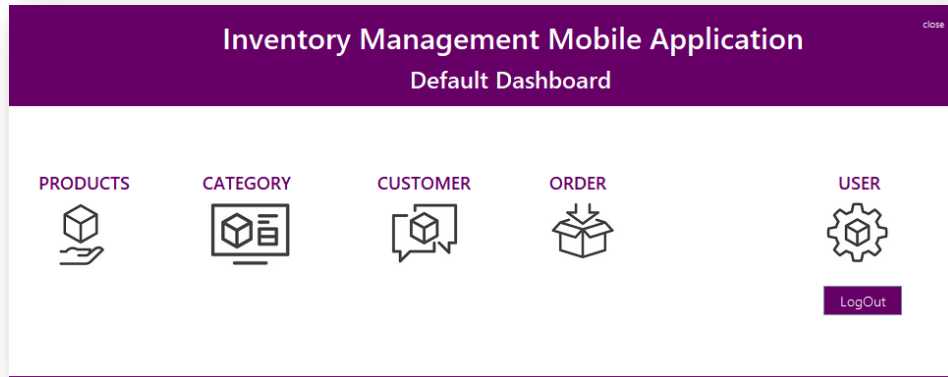 close
Inventory Management Mobile Application
Default Dashboard
PRODUCTS CATEGORY CUSTOMER ORDER USER
LogOut